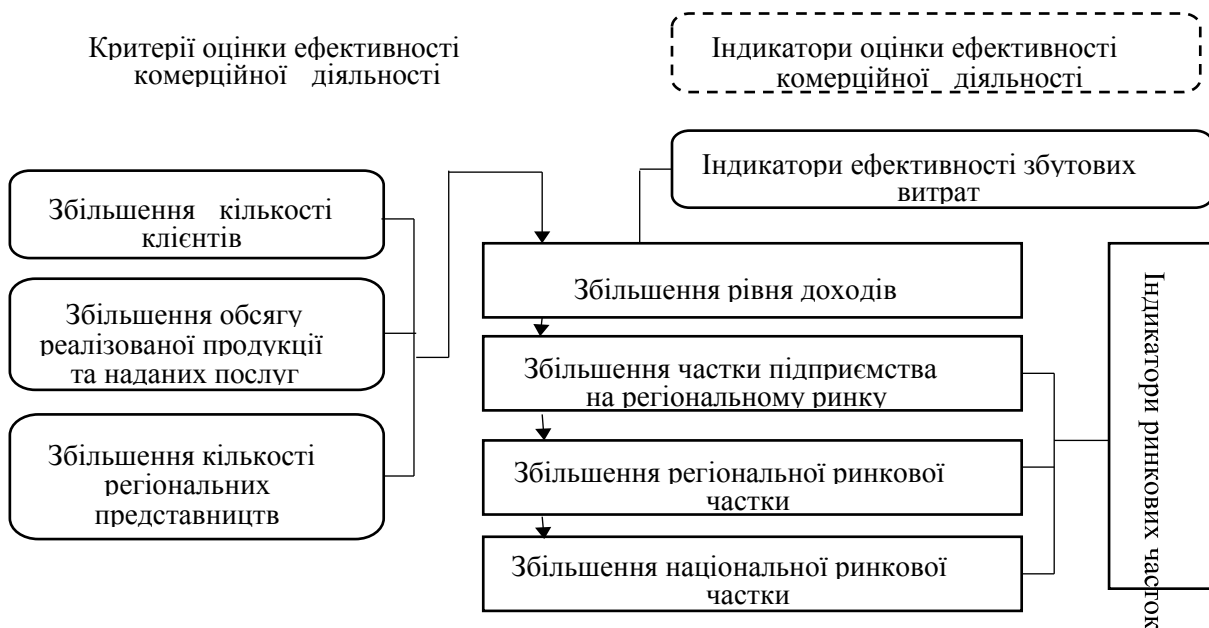 Критерії оцінки ефективності
комерційної діяльності
Індикатори оцінки ефективності
комерційної діяльності
Індикатори ефективності збутових
витрат
Збільшення кількості
клієнтів
Збільшення обсягу
реалізованої продукції
та наданих послуг
Збільшення кількості
регіональних
представництв
Збільшення рівня доходів
Збільшення частки підприємства
на регіональному ринку
Збільшення регіональної ринкової
частки
Збільшення національної ринкової
частки
Індикатори ринкових часток